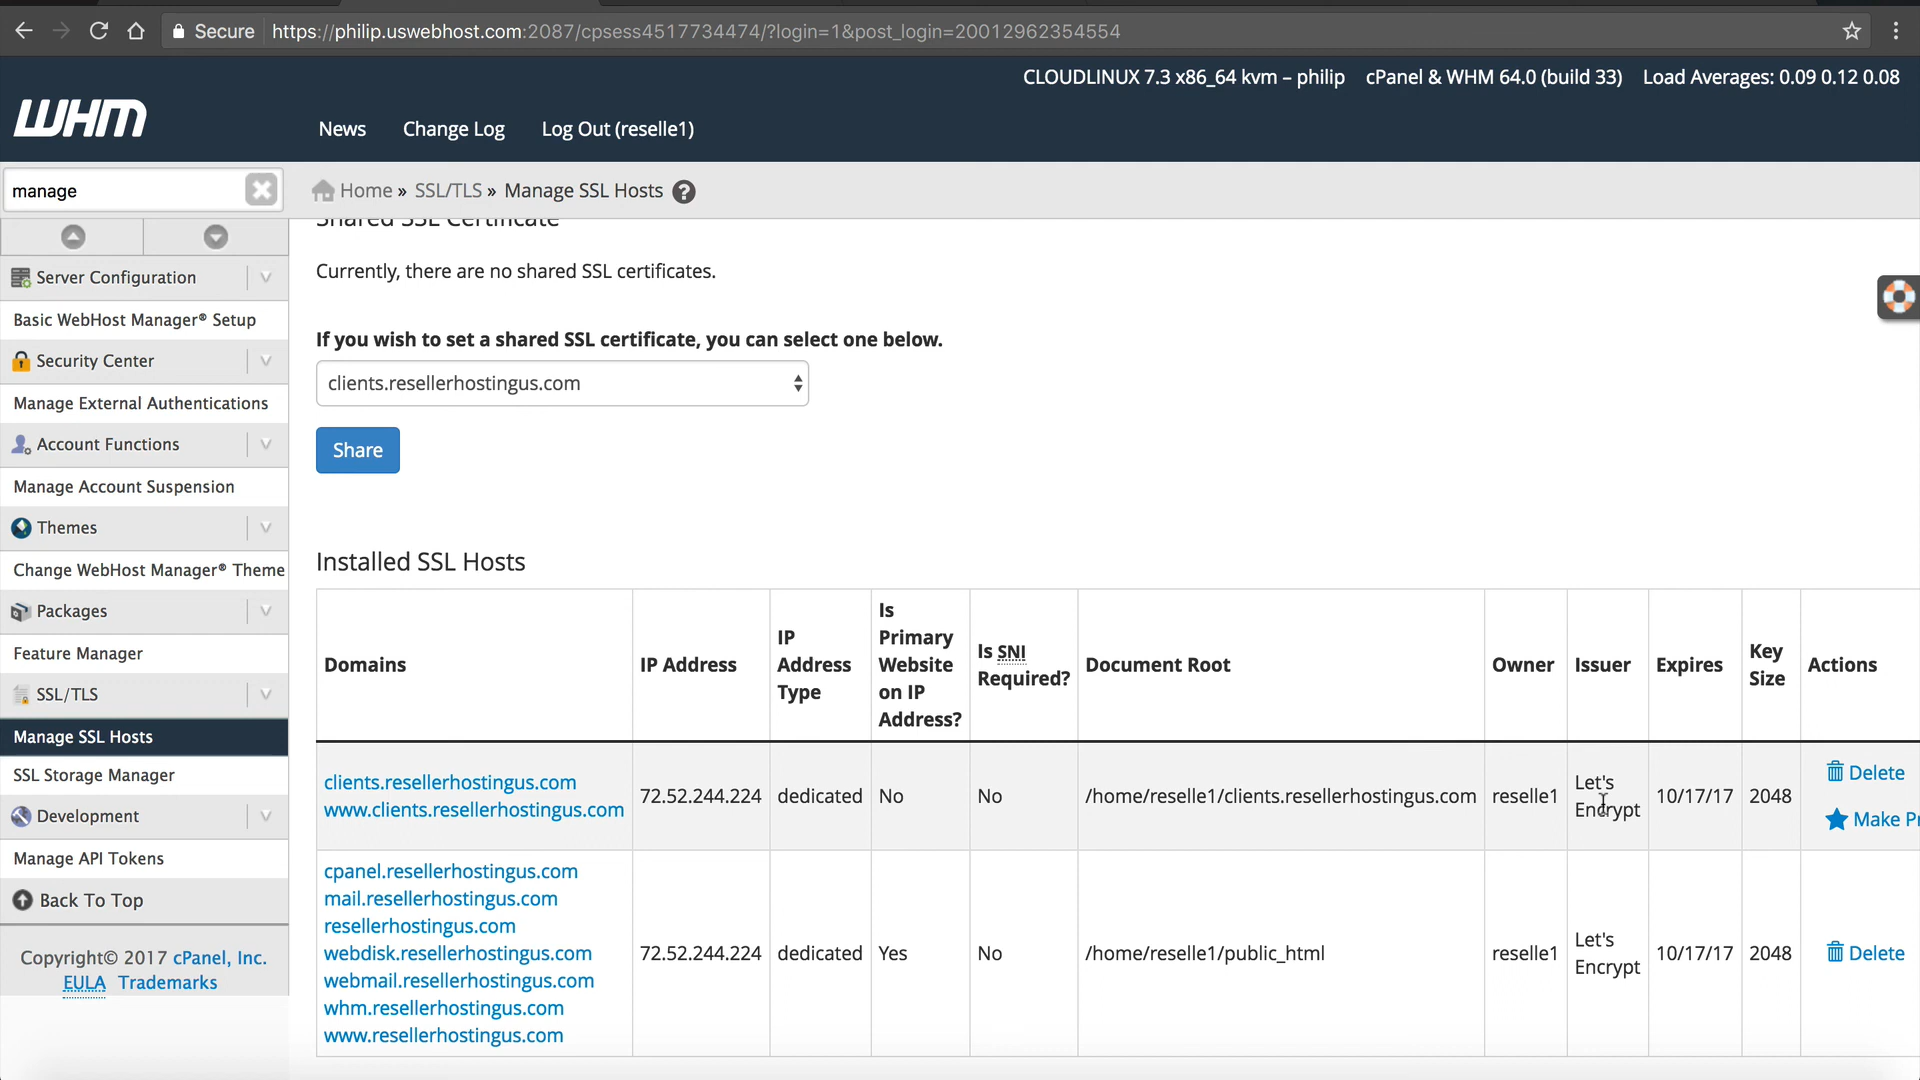 Secure https://philip.uswebhost.com:2087/cpsess4517734474/?login=1&post_login=20012962354554
CLOUDLINUX 7.3 x86_64 kvm – philip cPanel & WHM 64.0 (build 33) Load Averages: 0.09 0.12 0.08
WHM
News Change Log Log Out (reselle1)
manage
Home » SSL/TLS » Manage SSL Hosts ?
Server Configuration
Basic WebHost Manager® Setup
Security Center
Manage External Authentications
Account Functions
Manage Account Suspension
Themes
Change WebHost Manager® Theme
Packages
Feature Manager
SSL/TLS
Manage SSL Hosts
SSL Storage Manager
Development
Manage API Tokens
Back To Top
Copyright© 2017 cPanel, Inc.
EULA Trademarks
Shared SSL Certificate
Currently, there are no shared SSL certificates.
If you wish to set a shared SSL certificate, you can select one below.
clients.resellerhostingus.com
Share
Installed SSL Hosts
Domains
IP Address
IP
Address
Type
Is
Primary
Website
on IP
Address?
Is SNI
Required?
Document Root
Owner
Issuer
Expires
Key
Size
Actions
clients.resellerhostingus.com
www.clients.resellerhostingus.com
72.52.244.224
dedicated
No
No
/home/reselle1/clients.resellerhostingus.com
reselle1
Let's
Encrypt
10/17/17
2048
Delete
Make Pr
cpanel.resellerhostingus.com
mail.resellerhostingus.com
resellerhostingus.com
webdisk.resellerhostingus.com
webmail.resellerhostingus.com
whm.resellerhostingus.com
www.resellerhostingus.com
72.52.244.224
dedicated
Yes
No
/home/reselle1/public_html
reselle1
Let's
Encrypt
10/17/17
2048
Delete